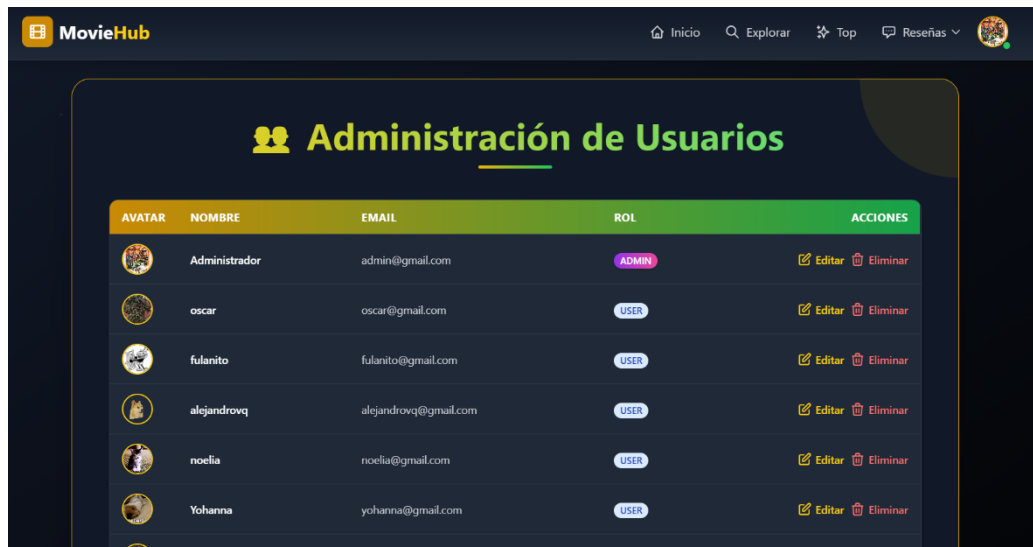 MovieHub Inicio Explorar Top Reseñas
Administración de Usuarios
AVATAR NOMBRE EMAIL ROL ACCIONES
Administrador admin@gmail.com ADMIN Editar Eliminar
oscar oscar@gmail.com USER Editar Eliminar
fulanito fulanito@gmail.com USER Editar Eliminar
alejandrovq alejandrovq@gmail.com USER Editar Eliminar
noelia noelia@gmail.com USER Editar Eliminar
Yohanna yohanna@gmail.com USER Editar Eliminar